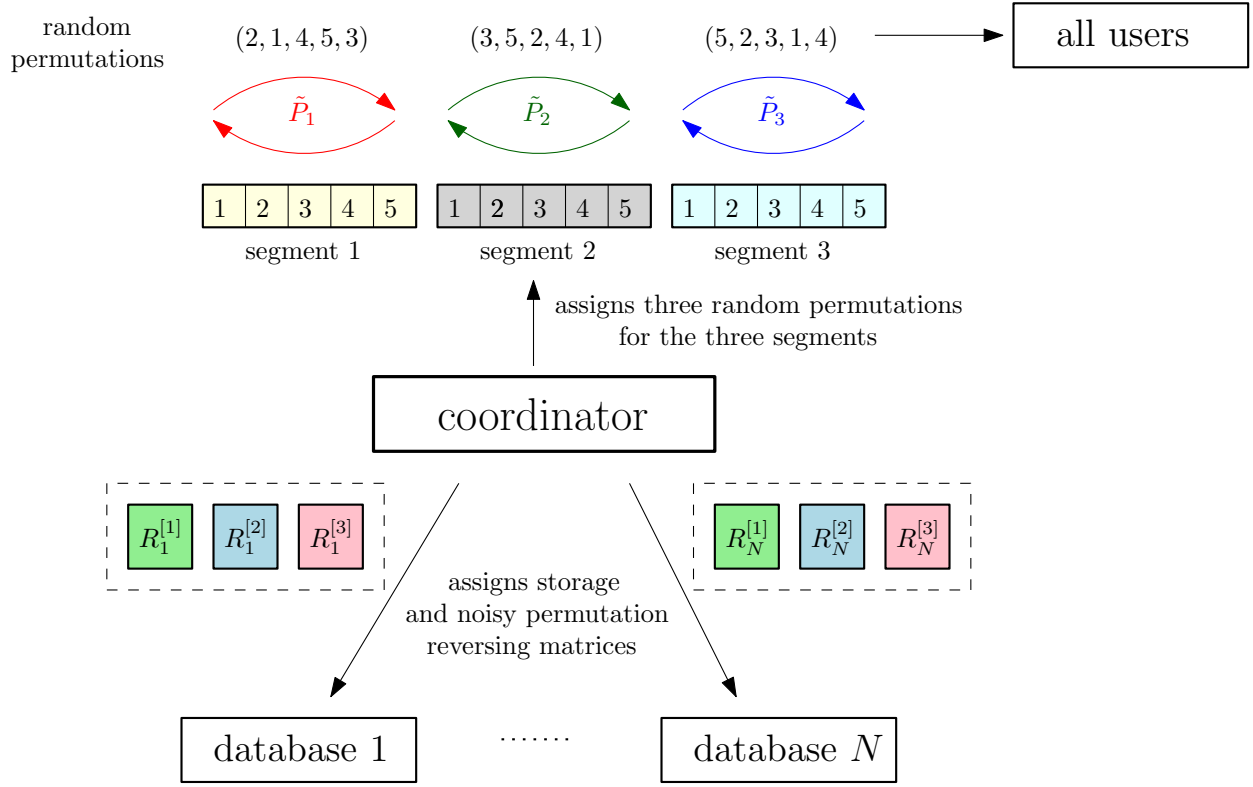 random
permutations
(2, 1, 4, 5, 3)
(3, 5, 2, 4, 1)
(5, 2, 3, 1, 4)
all users
P̃₁
P̃₂
P̃₃
1 2 3 4 5
1 2 3 4 5
1 2 3 4 5
segment 1
segment 2
segment 3
assigns three random permutations
for the three segments
coordinator
R₁^[1] R₁^[2] R₁^[3]
R_N^[1] R_N^[2] R_N^[3]
assigns storage
and noisy permutation
reversing matrices
database 1
.......
database N